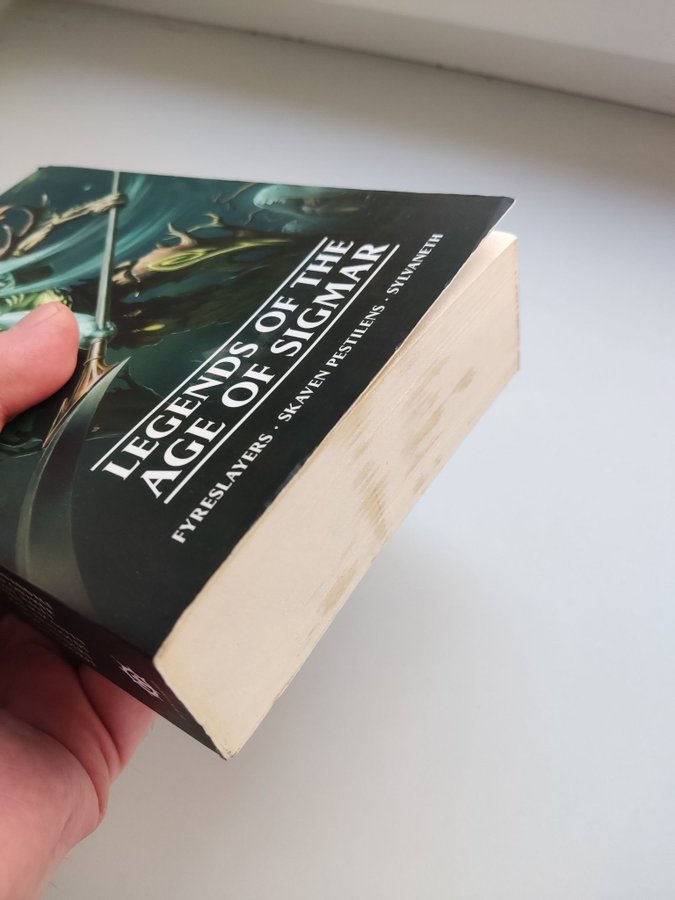 LEGENDS OF THE
AGE OF SIGMAR
FYRESLAYERS · SKAVEN PESTILENS · SYLVANETH